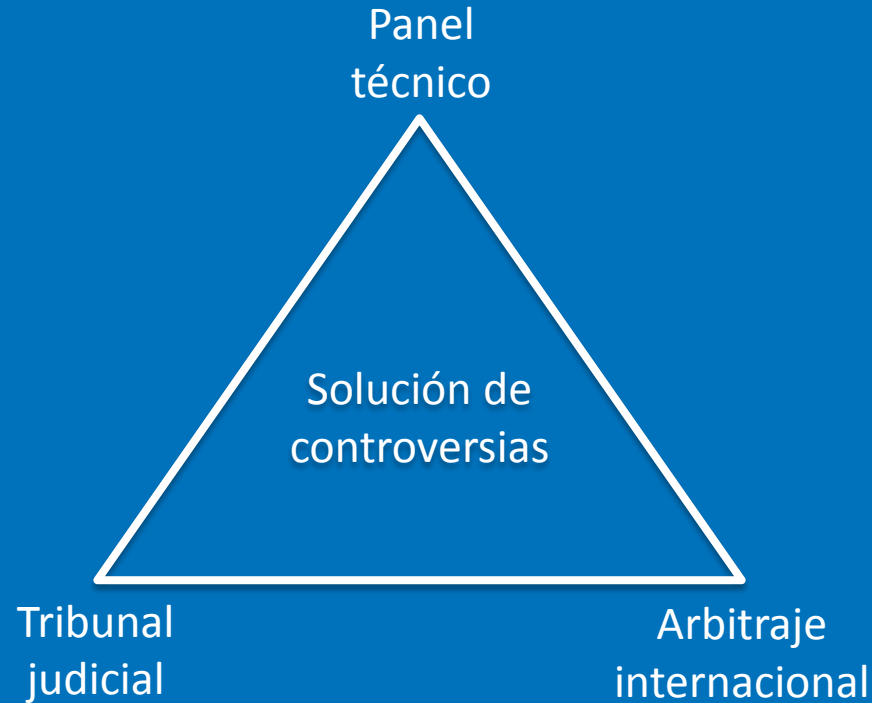 Panel
técnico
Solución de
controversias
Tribunal
judicial
Arbitraje
internacional